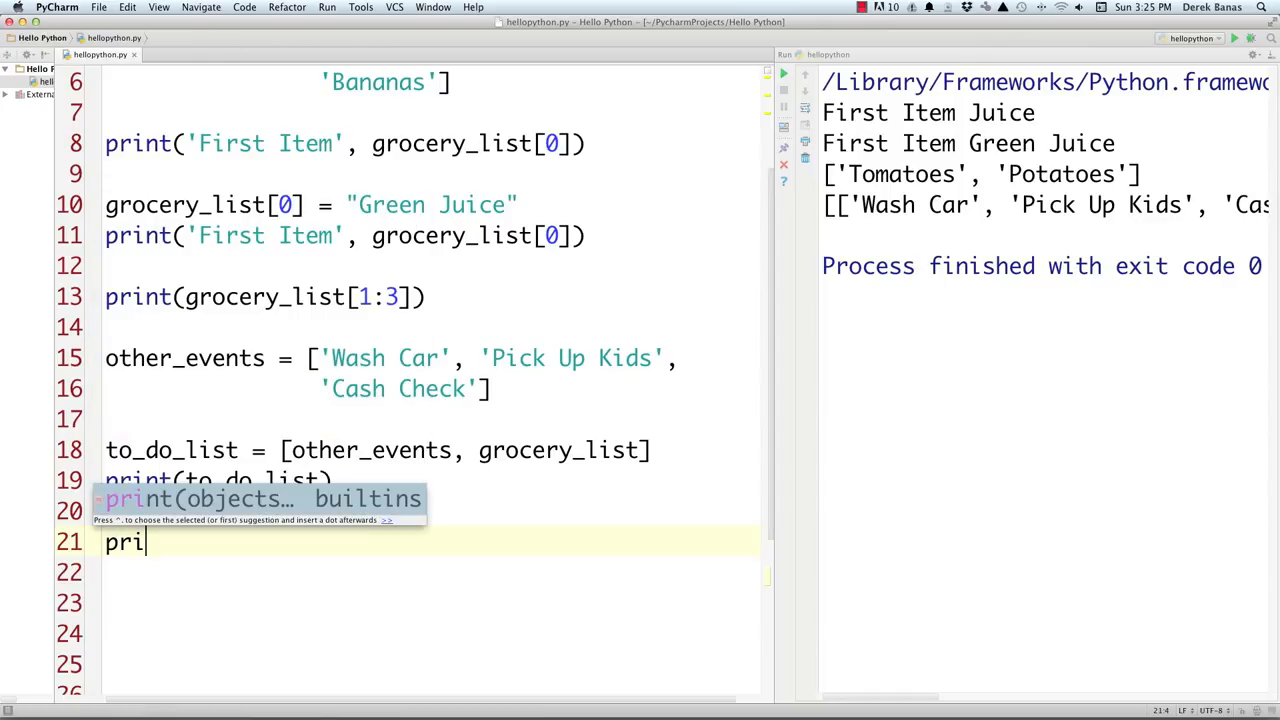 PyCharm File Edit View Navigate Code Refactor Run Tools VCS Window Help 10 Sun 3:25 PM Derek Banas
hellopython.py – Hello Python – [~/PycharmProjects/Hello Python]
Hello Python hellopython.py hellopython
hellopython.py Run hellopython
Hello P
hell
Externa
6 'Bananas']
7
8 print('First Item', grocery_list[0])
9
10 grocery_list[0] = "Green Juice"
11 print('First Item', grocery_list[0])
12
13 print(grocery_list[1:3])
14
15 other_events = ['Wash Car', 'Pick Up Kids',
16 'Cash Check']
17
18 to_do_list = [other_events, grocery_list]
19 print(to_do_list)
20 print(objects… builtins
Press ^. to choose the selected (or first) suggestion and insert a dot afterwards >>
21 pri
22
23
24
25
26
/Library/Frameworks/Python.framewo
First Item Juice
First Item Green Juice
['Tomatoes', 'Potatoes']
[['Wash Car', 'Pick Up Kids', 'Cas
Process finished with exit code 0
21:4 LF UTF-8